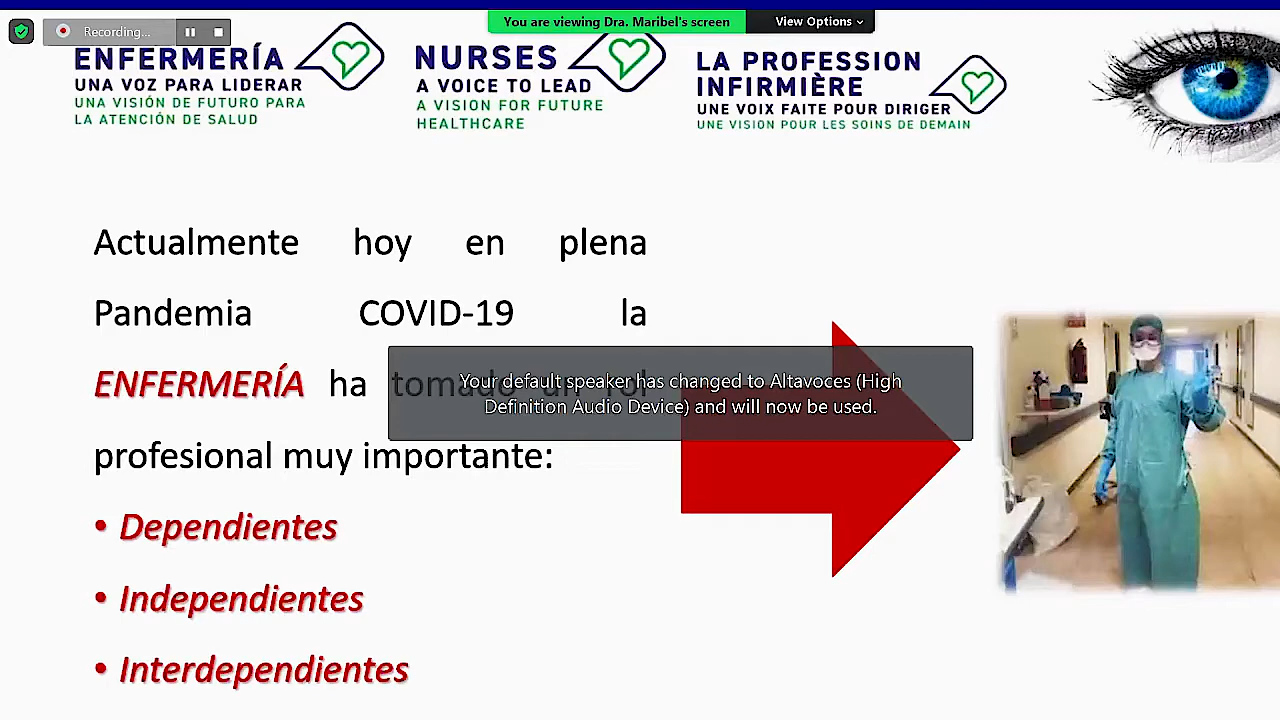 You are viewing Dra. Maribel's screen
View Options
Recording...
ENFERMERÍA
UNA VOZ PARA LIDERAR
UNA VISIÓN DE FUTURO PARA
LA ATENCIÓN DE SALUD
NURSES
A VOICE TO LEAD
A VISION FOR FUTURE
HEALTHCARE
LA PROFESSION
INFIRMIÈRE
UNE VOIX FAITE POUR DIRIGER
UNE VISION POUR LES SOINS DE DEMAIN
Actualmente hoy en plena
Pandemia COVID-19 la
ENFERMERÍA ha tomado un rol
profesional muy importante:
• Dependientes
• Independientes
• Interdependientes
Your default speaker has changed to Altavoces (High
Definition Audio Device) and will now be used.